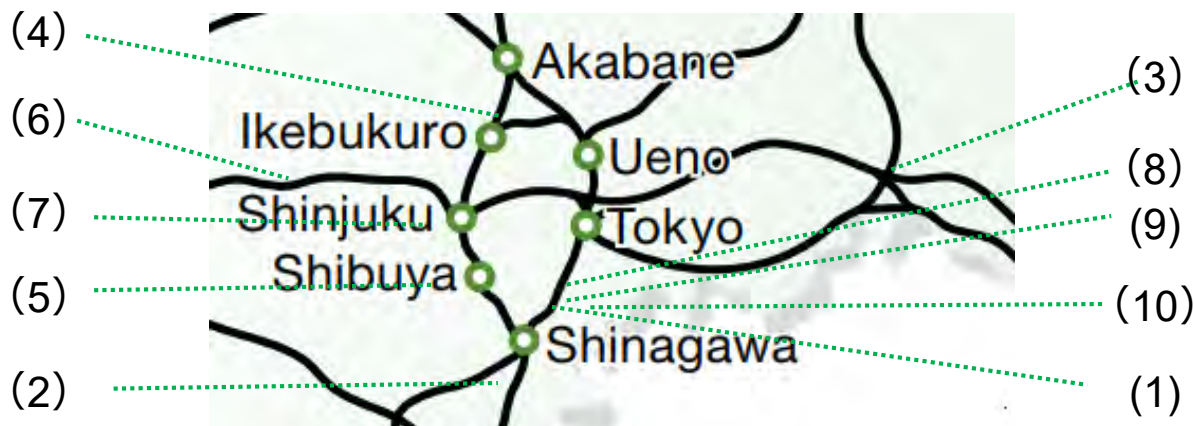 (4)
Akabane
(3)
(6)
Ikebukuro
Ueno
(8)
(7)
Shinjuku
Tokyo
(9)
(5)
Shibuya
(10)
Shinagawa
(2)
(1)